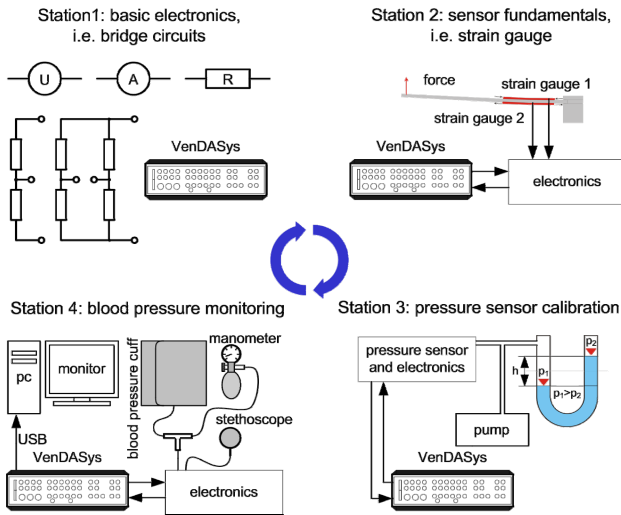 Station1: basic electronics,
i.e. bridge circuits
U
A
R
VenDASys
Station 2: sensor fundamentals,
i.e. strain gauge
force
strain gauge 1
strain gauge 2
VenDASys
electronics
Station 4: blood pressure monitoring
pc
monitor
blood pressure cuff
manometer
stethoscope
USB
VenDASys
electronics
Station 3: pressure sensor calibration
pressure sensor
and electronics
pump
h
p₁
p₂
p₁>p₂
VenDASys